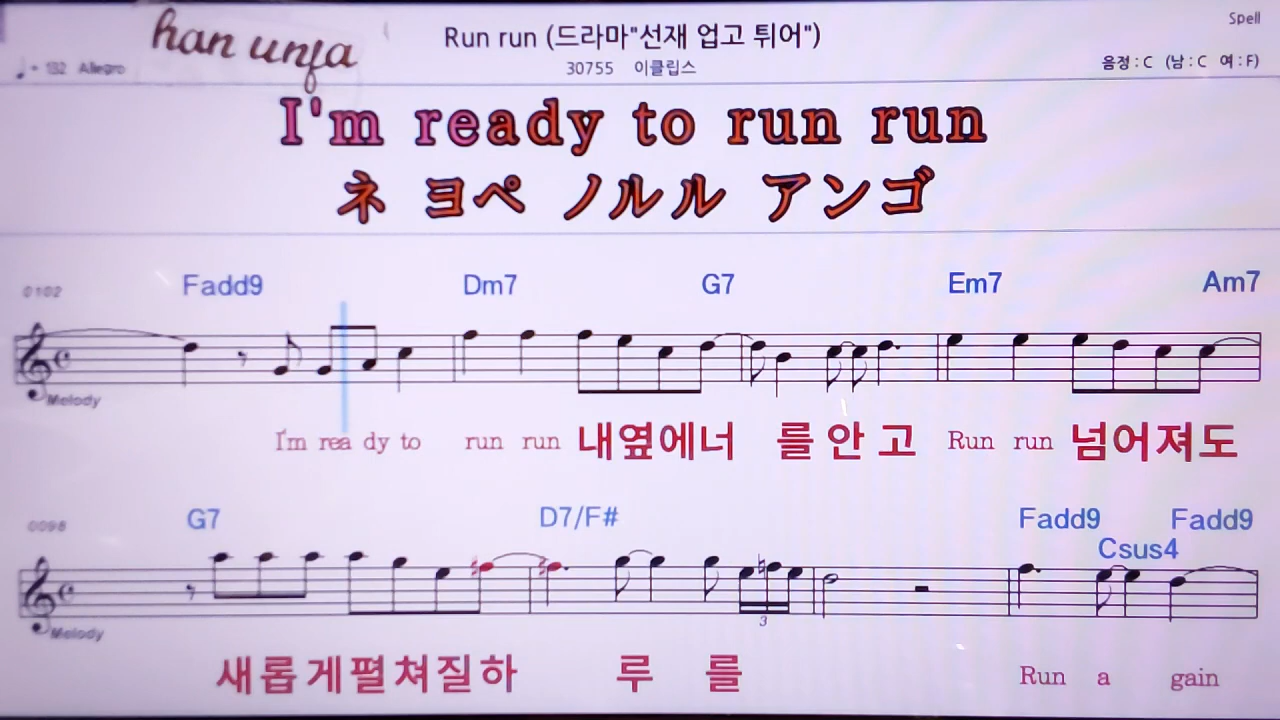 han unja
Run run (드라마"선재 업고 튀어")
Spell
♩= 132 Allegro
30755 이클립스
음정 : C (남 : C 여 : F)
I'm ready to run run
ネ ヨペ ノルル アンゴ
0102 Fadd9 Dm7 G7 Em7 Am7
Melody
I'm rea dy to run run 내옆에너 를 안 고 Run run 넘어져도
0098 G7 D7/F# Fadd9 Fadd9
Csus4
3
Melody
새롭게펼쳐질하 루 를 Run a gain